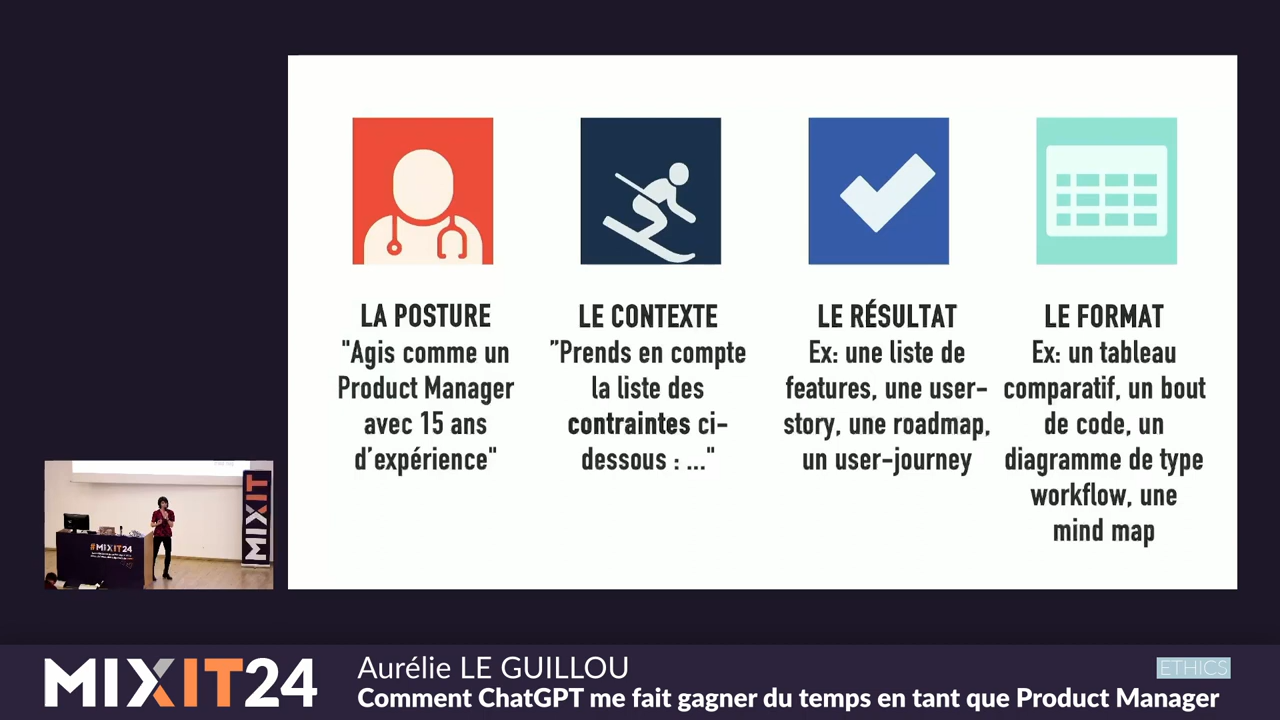 LA POSTURE
"Agis comme un
Product Manager
avec 15 ans
d'expérience"
LE CONTEXTE
"Prends en compte
la liste des
contraintes ci-
dessous : ..."
LE RÉSULTAT
Ex: une liste de
features, une user-
story, une roadmap,
un user-journey
LE FORMAT
Ex: un tableau
comparatif, un bout
de code, un
diagramme de type
workflow, une
mind map
MIXIT
#MIXIT24
MIXIT24
Aurélie LE GUILLOU
ETHICS
Comment ChatGPT me fait gagner du temps en tant que Product Manager